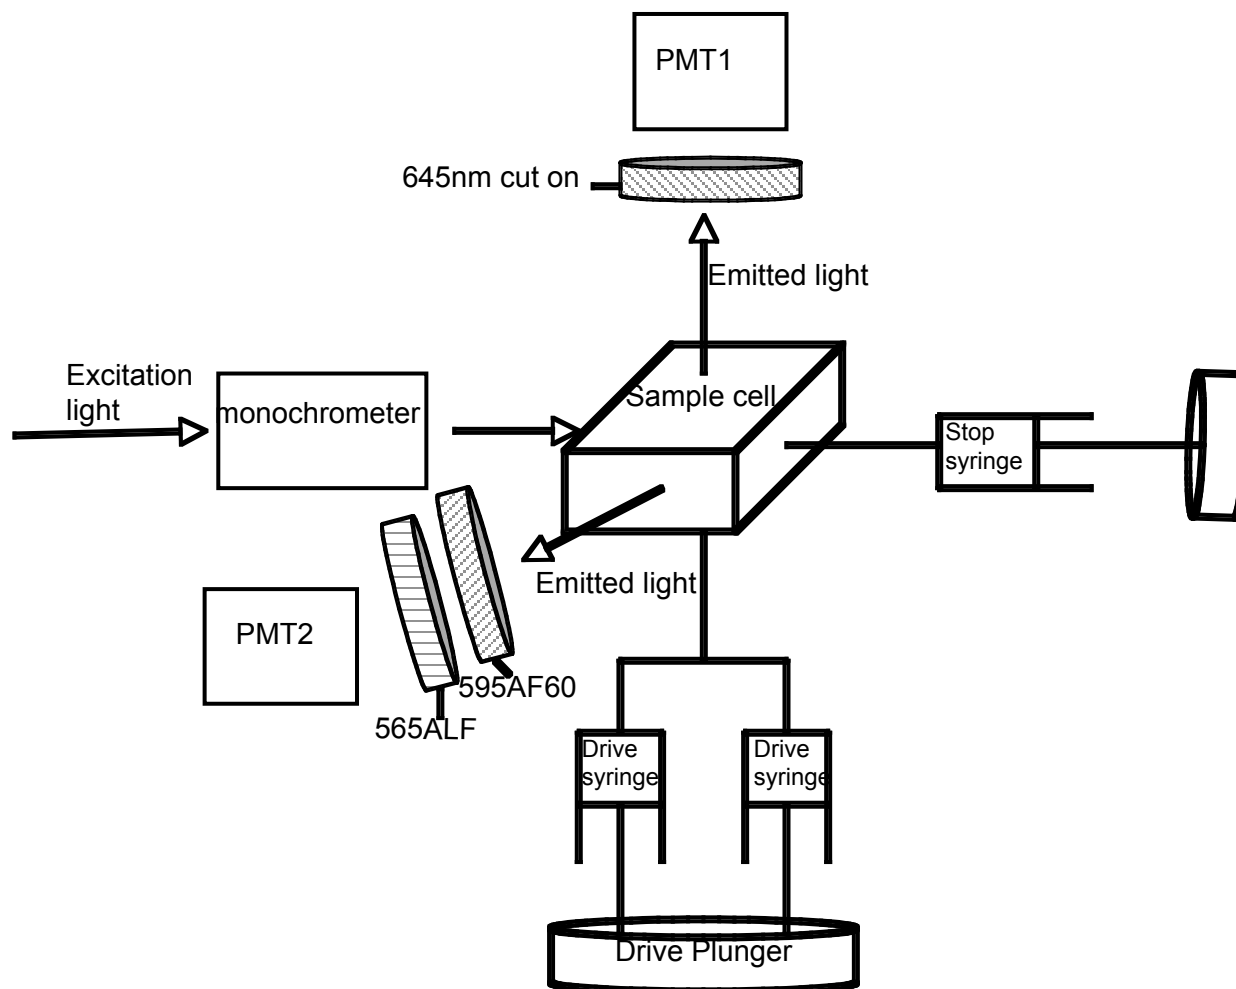 PMT1
645nm cut on
Emitted light
Excitation
light
monochrometer
Sample cell
Stop
syringe
Emitted light
PMT2
595AF60
565ALF
Drive
syringe
Drive
syringe
Drive Plunger